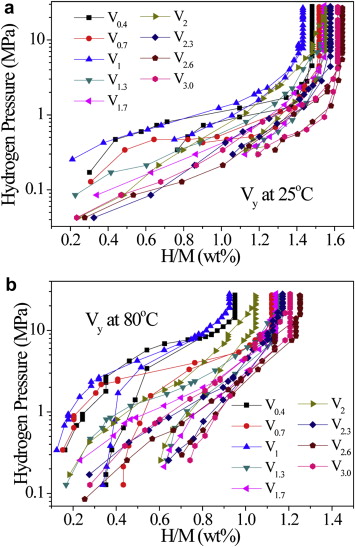 a
Hydrogen Pressure (MPa)
10
1
0.1
V0.4
V0.7
V1
V1.3
V1.7
V2
V2.3
V2.6
V3.0
Vy at 25°C
0.2 0.4 0.6 0.8 1.0 1.2 1.4 1.6
H/M (wt%)
b
Hydrogen Pressure (MPa)
10
1
0.1
Vy at 80°C
V0.4
V0.7
V1
V1.3
V1.7
V2
V2.3
V2.6
V3.0
0.2 0.4 0.6 0.8 1.0 1.2 1.4
H/M (wt%)